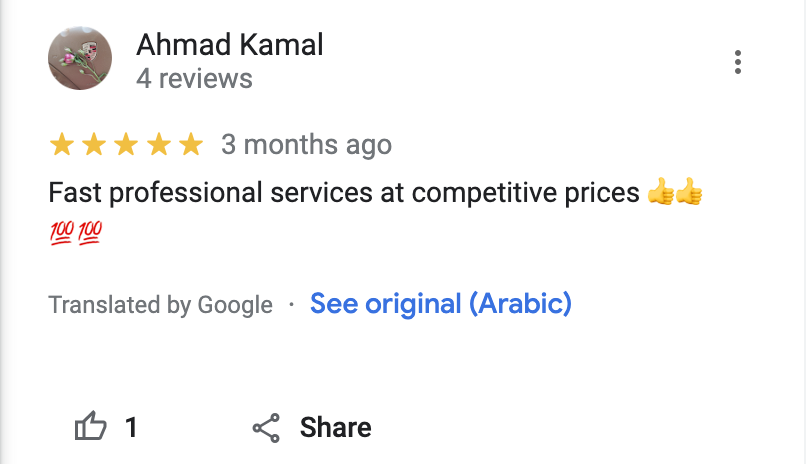 Ahmad Kamal
4 reviews
3 months ago
Fast professional services at competitive prices 👍👍
💯💯
Translated by Google · See original (Arabic)
1 Share